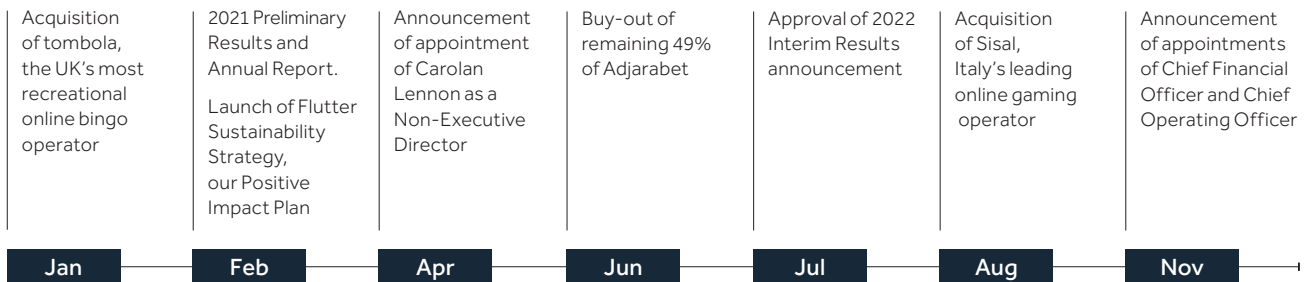 Acquisition
of tombola,
the UK's most
recreational
online bingo
operator
2021 Preliminary
Results and
Annual Report.
Launch of Flutter
Sustainability
Strategy,
our Positive
Impact Plan
Announcement
of appointment
of Carolan
Lennon as a
Non-Executive
Director
Buy-out of
remaining 49%
of Adjarabet
Approval of 2022
Interim Results
announcement
Acquisition
of Sisal,
Italy's leading
online gaming
operator
Announcement
of appointments
of Chief Financial
Officer and Chief
Operating Officer
Jan
Feb
Apr
Jun
Jul
Aug
Nov